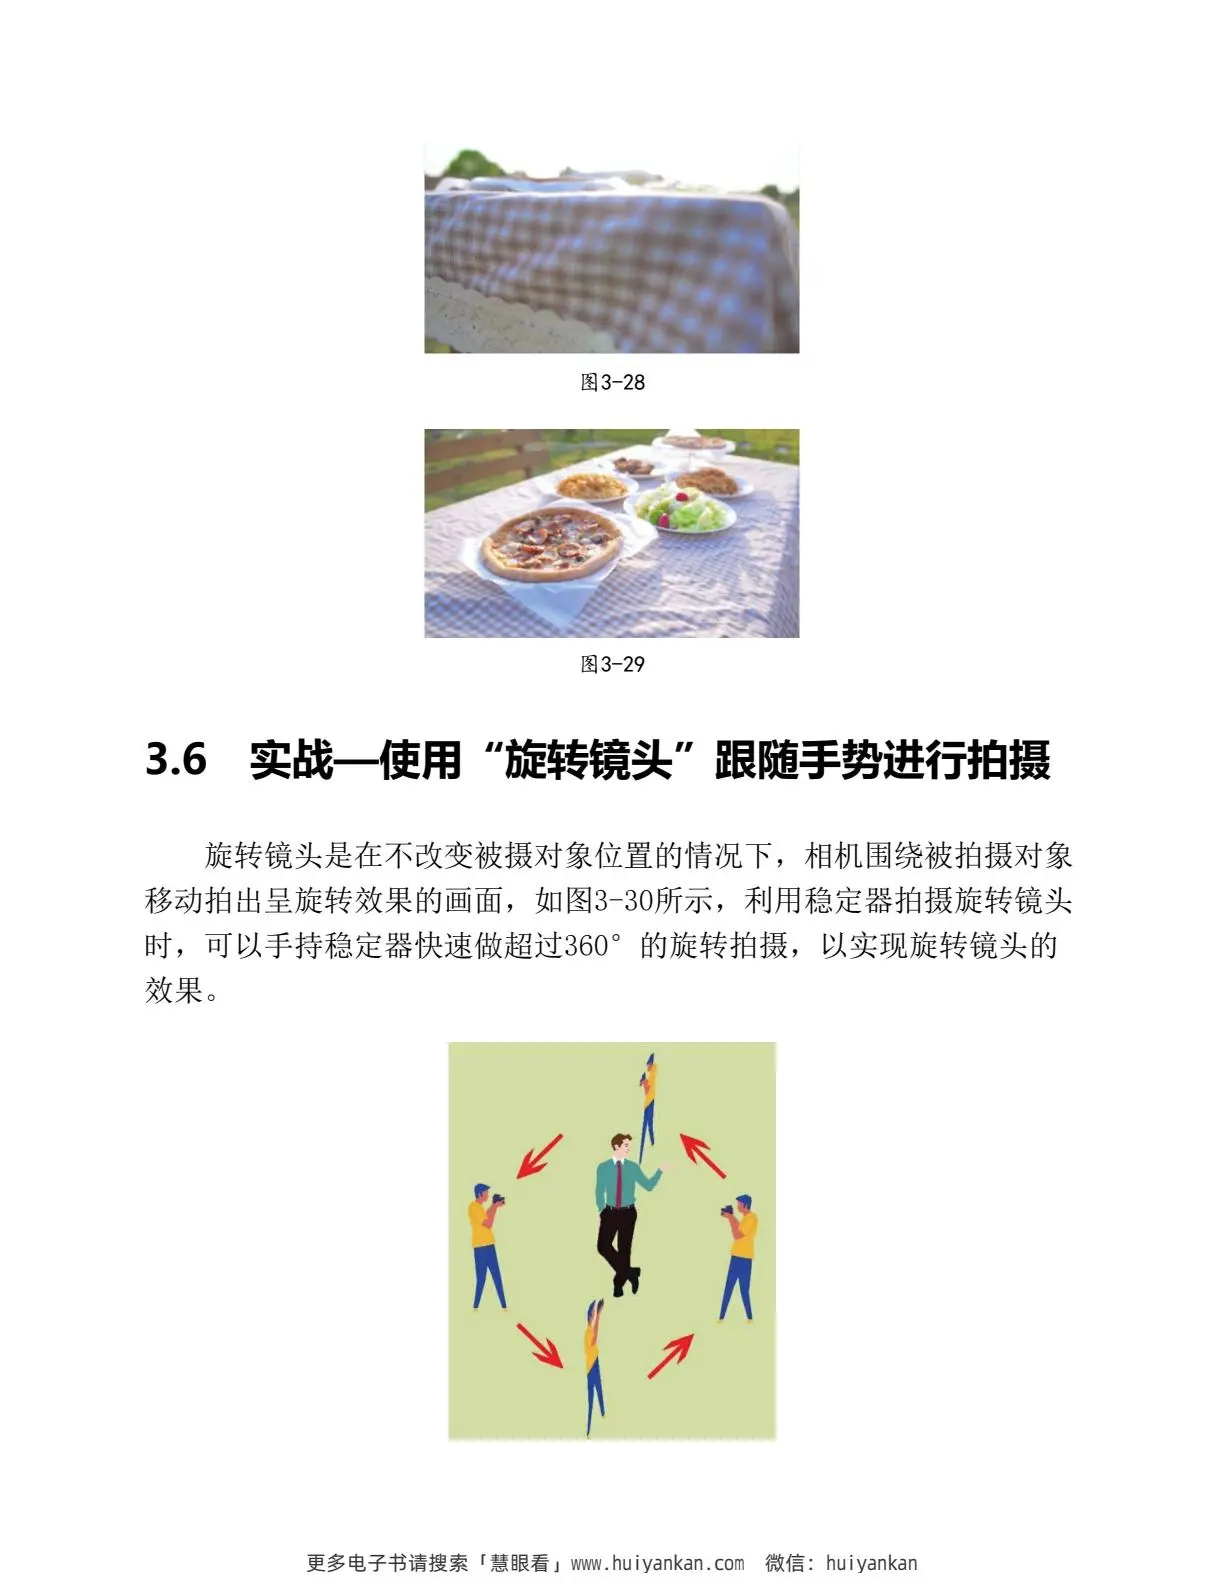 图3-28
图3-29
3.6　实战—使用“旋转镜头”跟随手势进行拍摄
旋转镜头是在不改变被摄对象位置的情况下，相机围绕被拍摄对象
移动拍出呈旋转效果的画面，如图3-30所示，利用稳定器拍摄旋转镜头
时，可以手持稳定器快速做超过360°的旋转拍摄，以实现旋转镜头的
效果。
更多电子书请搜索「慧眼看」www.huiyankan.com　微信：huiyankan